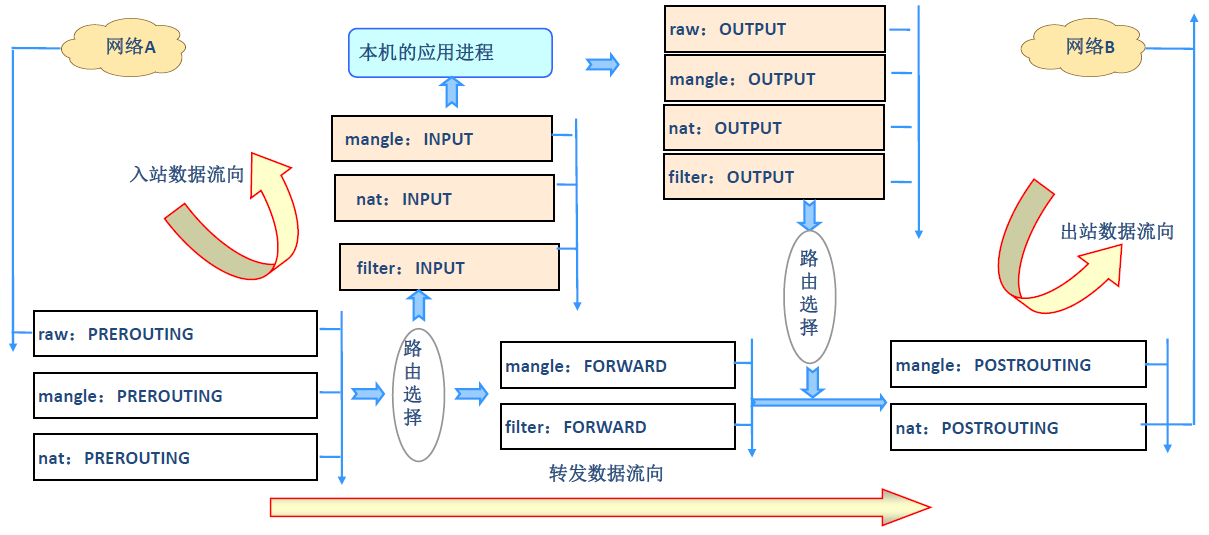 网络A
本机的应用进程
raw：OUTPUT
mangle：OUTPUT
nat：OUTPUT
filter：OUTPUT
网络B
mangle：INPUT
nat：INPUT
filter：INPUT
入站数据流向
出站数据流向
路由选择
raw：PREROUTING
mangle：PREROUTING
nat：PREROUTING
路由选择
mangle：FORWARD
filter：FORWARD
mangle：POSTROUTING
nat：POSTROUTING
转发数据流向